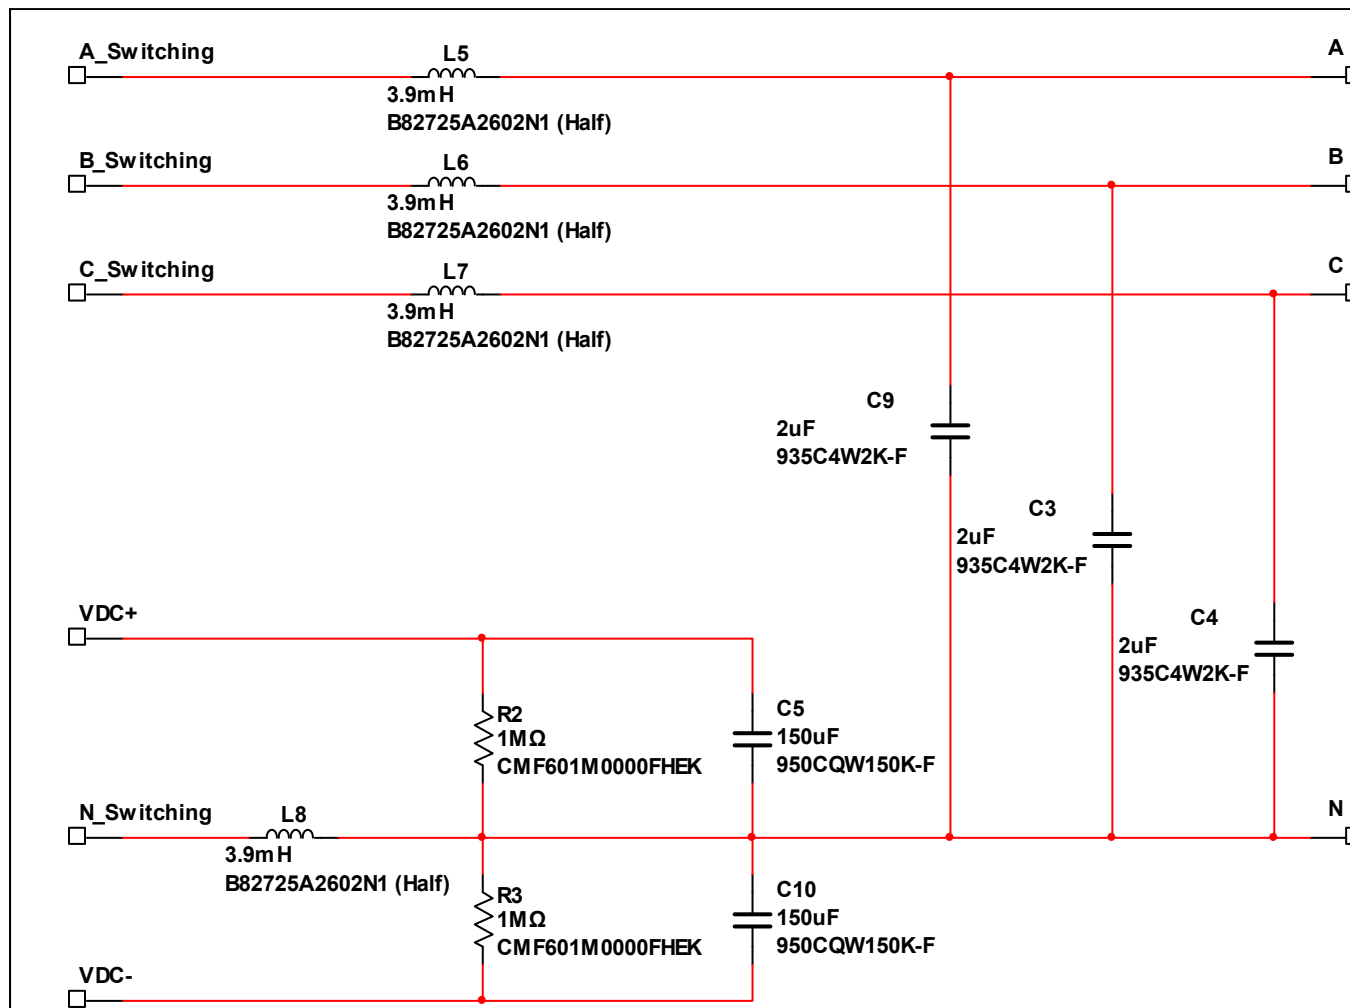 A_Switching
L5
A
3.9mH
B82725A2602N1 (Half)
B_Switching
L6
B
3.9mH
B82725A2602N1 (Half)
C_Switching
L7
C
3.9mH
B82725A2602N1 (Half)
C9
2uF
935C4W2K-F
C3
2uF
935C4W2K-F
VDC+
C4
2uF
935C4W2K-F
R2
1MΩ
CMF601M0000FHEK
C5
150uF
950CQW150K-F
N_Switching
L8
N
3.9mH
B82725A2602N1 (Half)
R3
1MΩ
CMF601M0000FHEK
C10
150uF
950CQW150K-F
VDC-